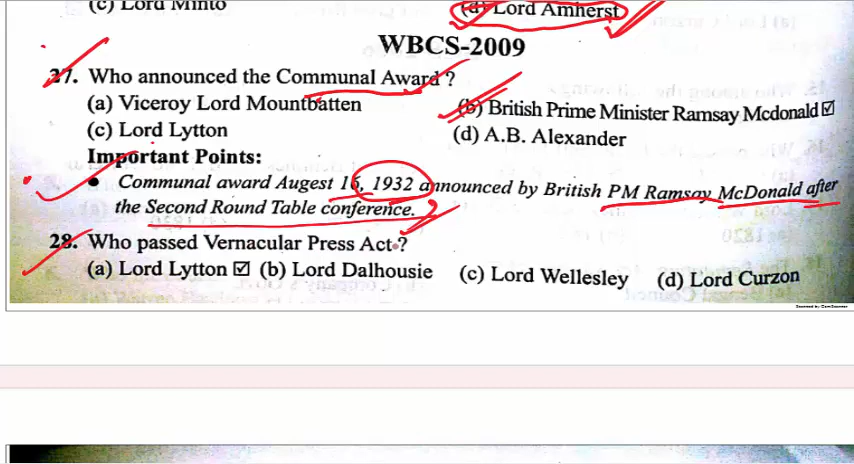 (c) Lord Minto (d) Lord Amherst
WBCS-2009
27. Who announced the Communal Award ?
(a) Viceroy Lord Mountbatten (b) British Prime Minister Ramsay Mcdonald ☑
(c) Lord Lytton (d) A.B. Alexander
Important Points:
• Communal award Augest 16, 1932 announced by British PM Ramsay McDonald after
the Second Round Table conference.
28. Who passed Vernacular Press Act ?
(a) Lord Lytton ☑ (b) Lord Dalhousie (c) Lord Wellesley (d) Lord Curzon